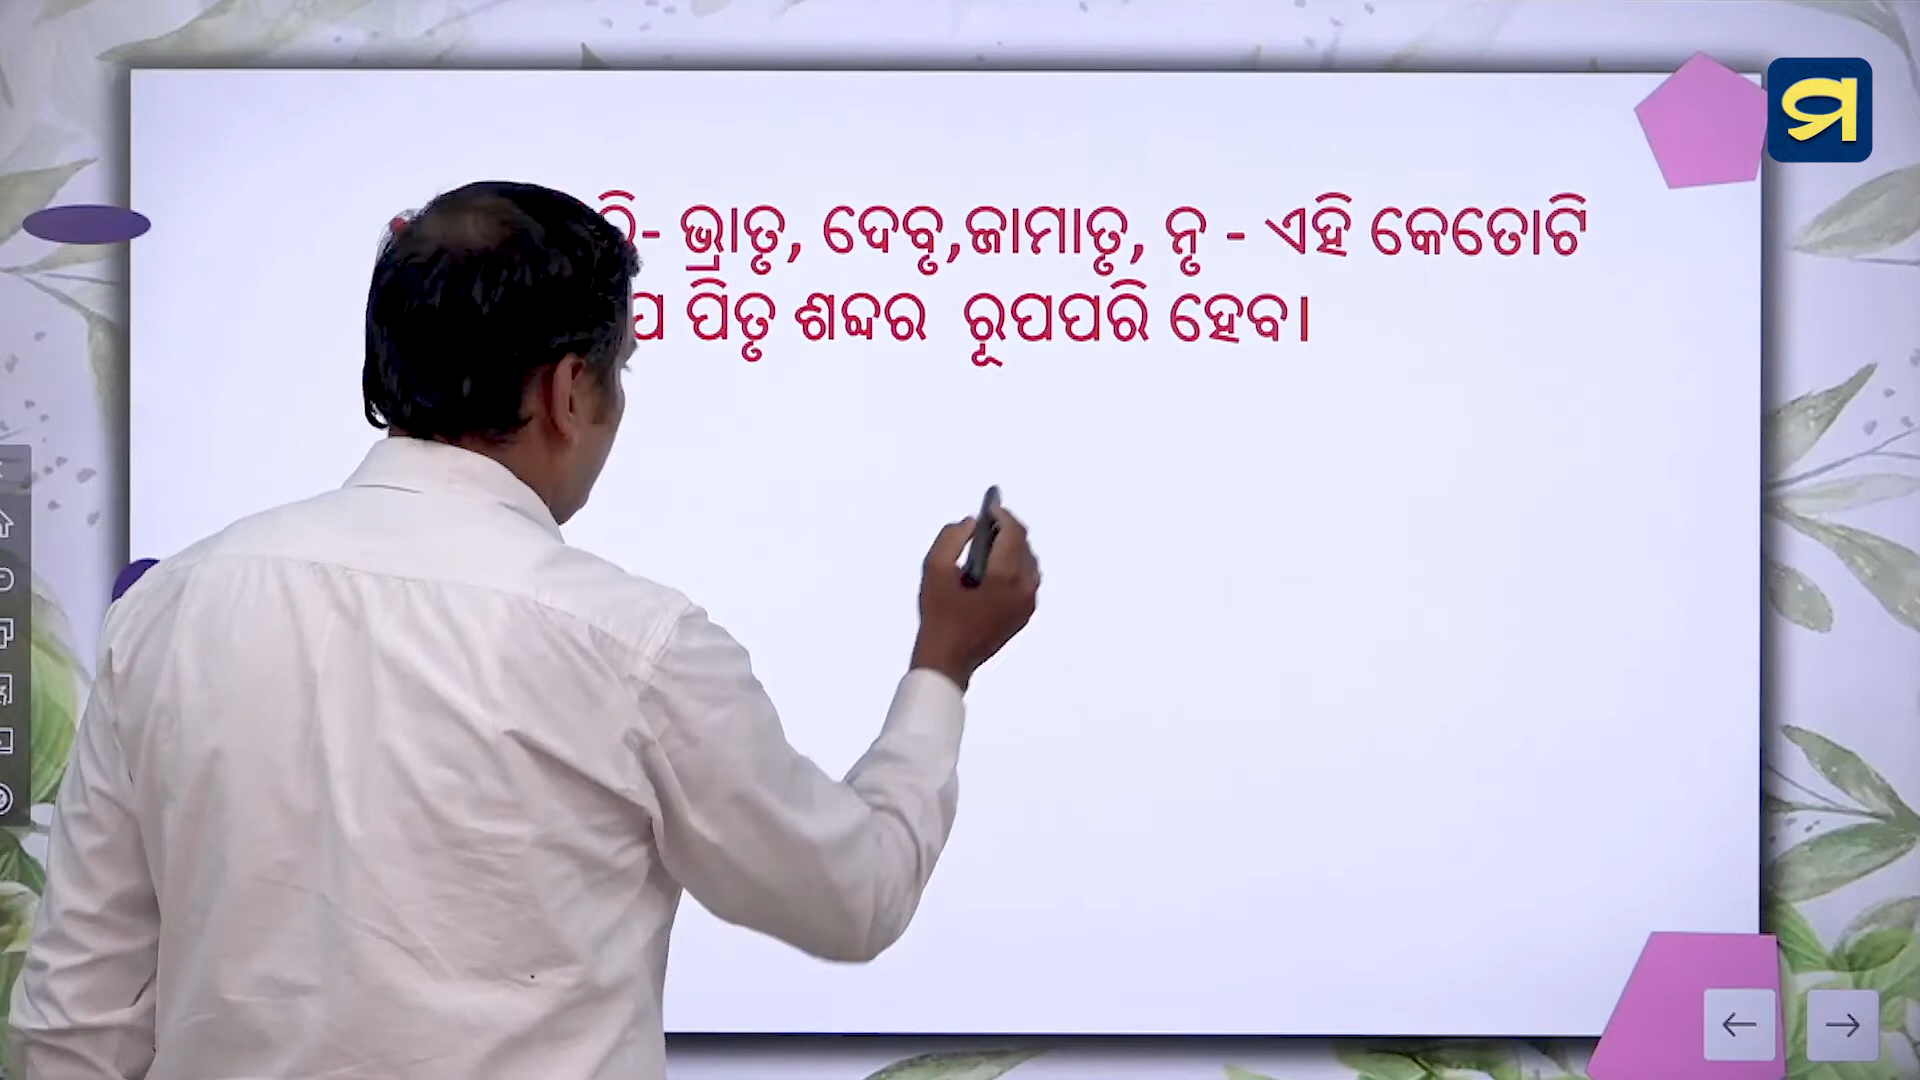 ମ
ଭ୍ରାତୃ, ଦେବୃ,ଜାମାତୃ, ନୃ - ଏହି କେତୋଟି
ପିତୃ ଶବ୍ଦର ରୂପପରି ହେବ।